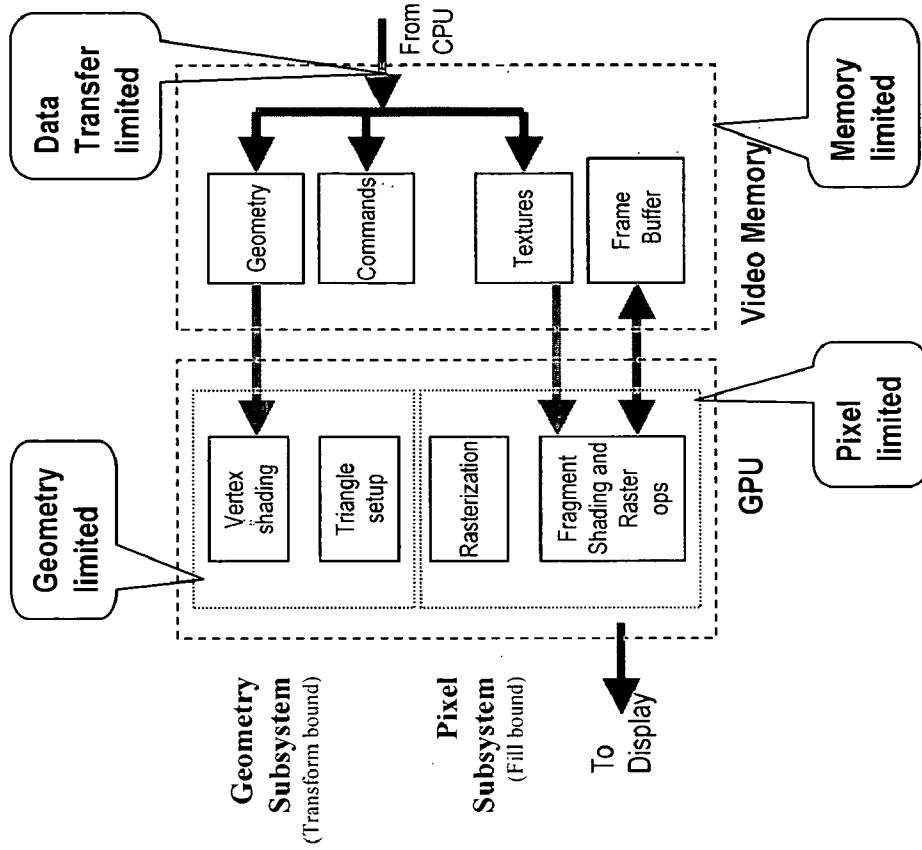 Data
Transfer
limited
From
CPU
Geometry
Commands
Textures
Frame
Buffer
Video Memory
Memory
limited
Geometry
limited
Vertex
shading
Triangle
setup
Rasterization
Fragment
Shading and
Raster
ops
GPU
Pixel
limited
Geometry
Subsystem
(Transform bound)
Pixel
Subsystem
(Fill bound)
To
Display